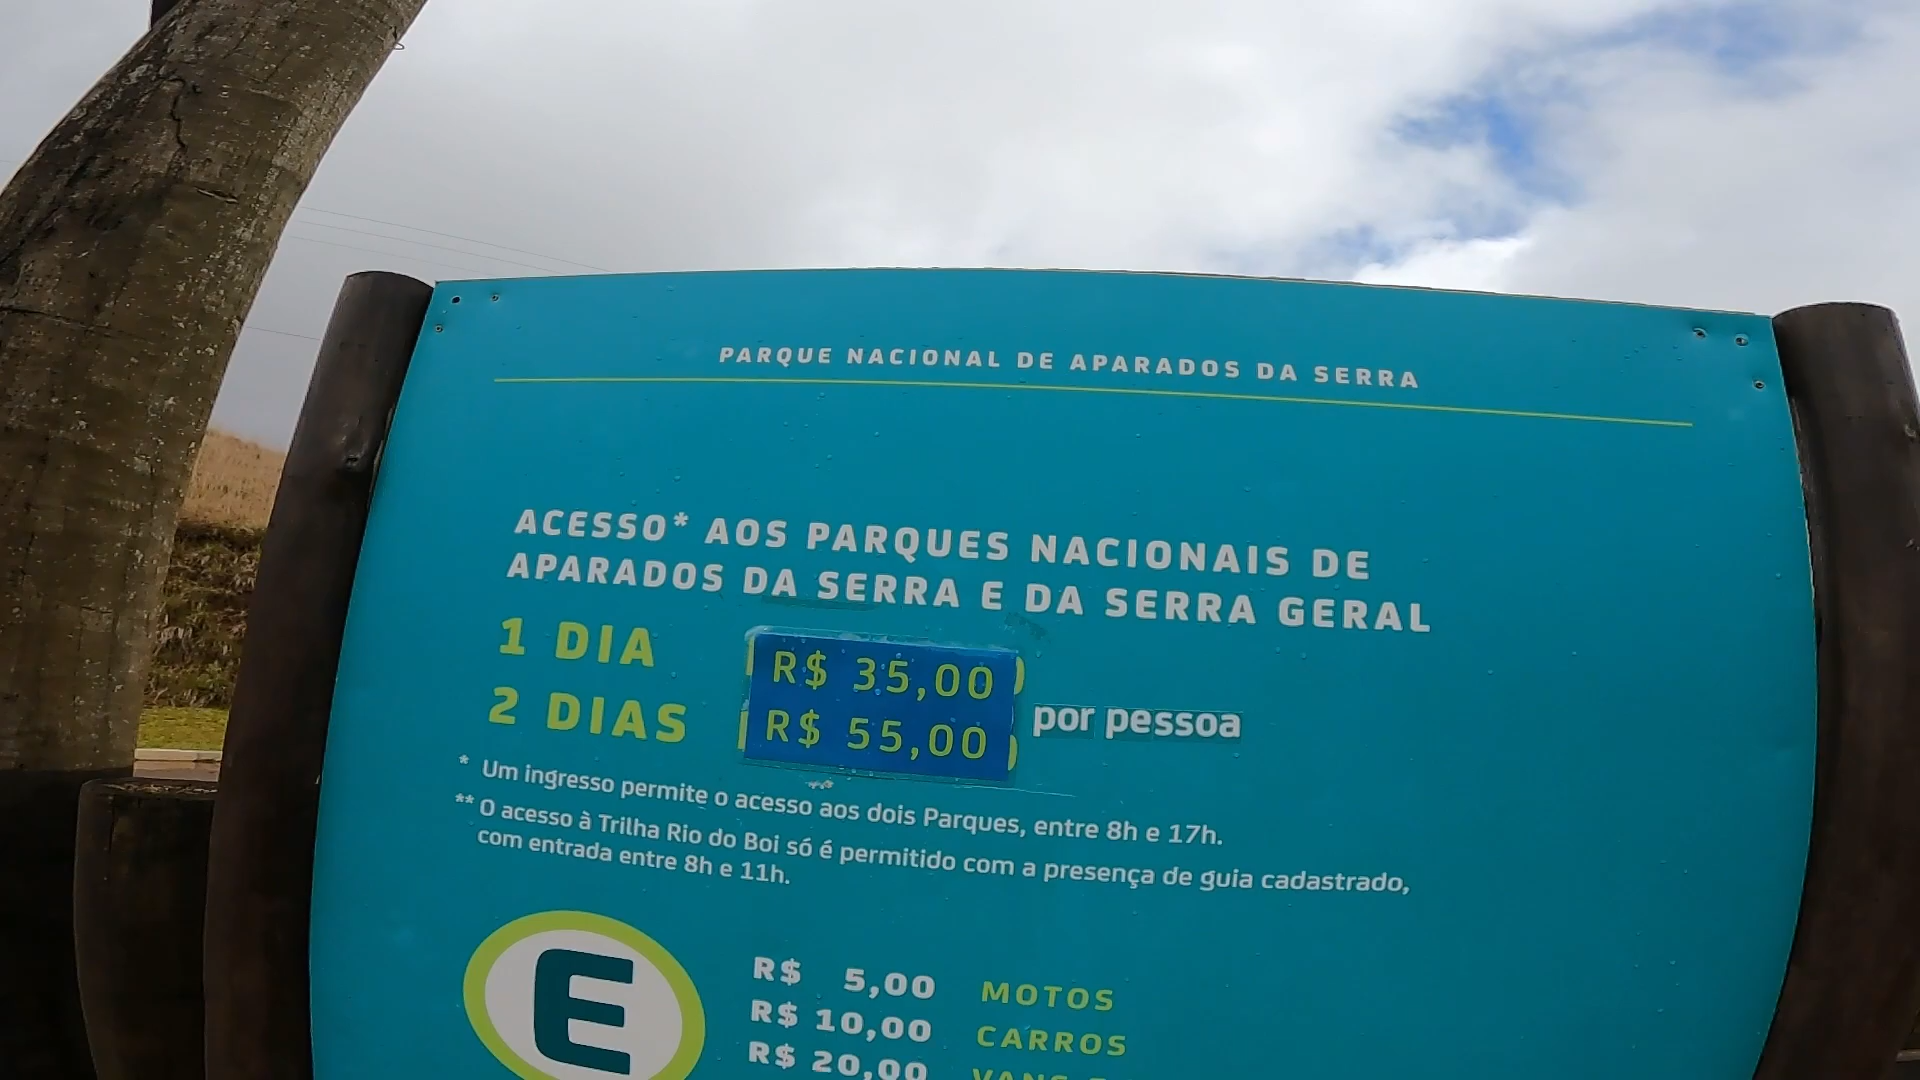 PARQUE NACIONAL DE APARADOS DA SERRA
ACESSO* AOS PARQUES NACIONAIS DE
APARADOS DA SERRA E DA SERRA GERAL
1 DIA R$ 35,00
2 DIAS R$ 55,00
por pessoa
* Um ingresso permite o acesso aos dois Parques, entre 8h e 17h.
** O acesso à Trilha Rio do Boi só é permitido com a presença de guia cadastrado,
com entrada entre 8h e 11h.
E
R$ 5,00 MOTOS
R$ 10,00 CARROS
R$ 20,00 VANS